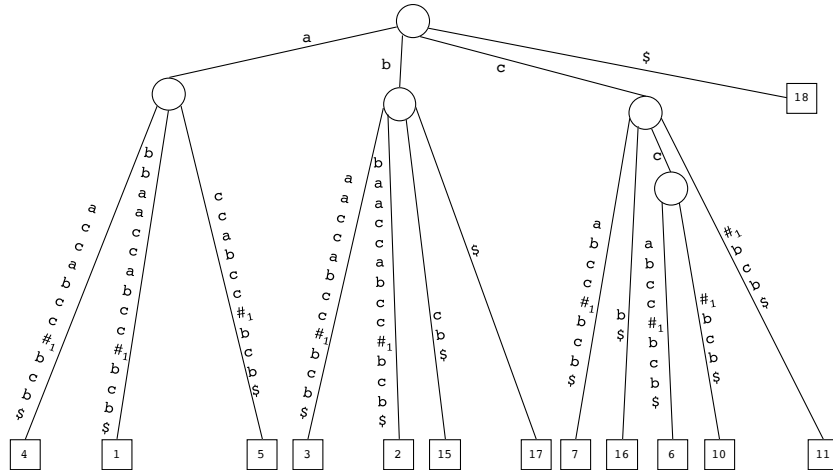 a
b
c
$
18
a c c a b c c #₁ b c b $
b b a a c c a b c c #₁ b c b $
c c a b c c #₁ b c b $
a a c c a b c c #₁ b c b $
b a a c c a b c c #₁ b c b $
c b $
$
a b c c #₁ b c b $
b $
c
a b c c #₁ b c b $
#₁ b c b $
#₁ b c b $
4 1 5 3 2 15 17 7 16 6 10 11